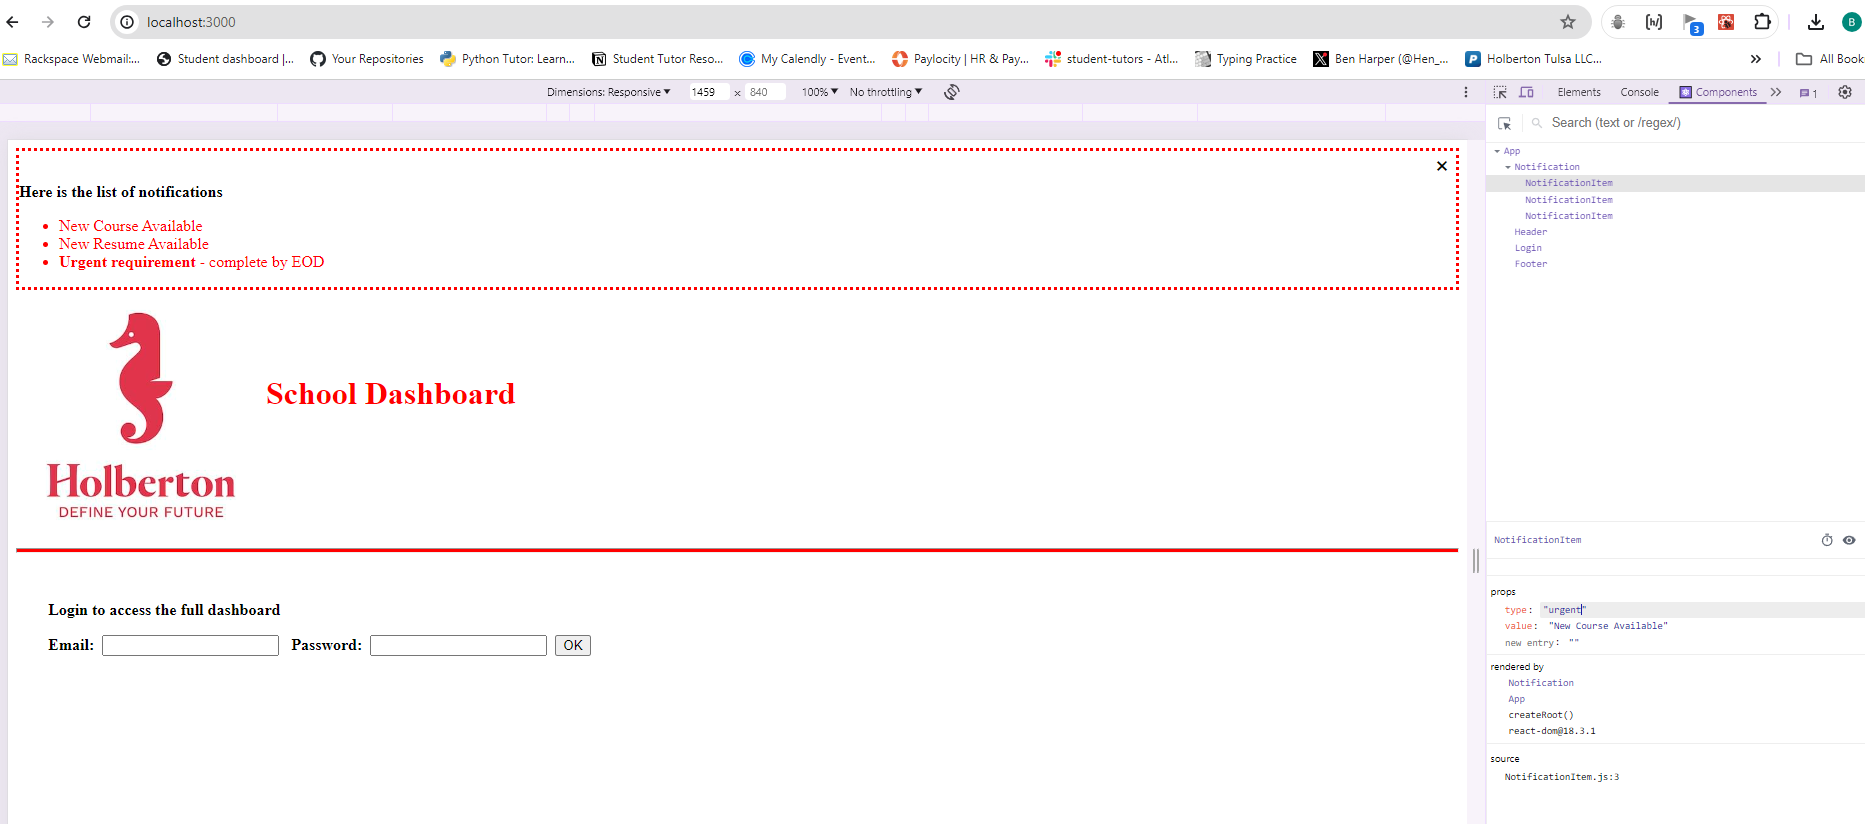 localhost:3000
3
B
Rackspace Webmail:...
Student dashboard |...
Your Repositories
Python Tutor: Learn...
Student Tutor Reso...
My Calendly - Event...
Paylocity | HR & Pay...
student-tutors - Atl...
Typing Practice
Ben Harper (@Hen_...
Holberton Tulsa LLC...
»
All Book
Dimensions: Responsive ▼ 1459 × 840 100% ▼ No throttling ▼
Elements Console Components » 1
Search (text or /regex/)
App
Notification
NotificationItem
NotificationItem
NotificationItem
Header
Login
Footer
Here is the list of notifications
• New Course Available
• New Resume Available
• Urgent requirement - complete by EOD
Holberton
DEFINE YOUR FUTURE
School Dashboard
Login to access the full dashboard
Email: Password: OK
NotificationItem
props
type: "urgent"
value: "New Course Available"
new entry: ""
rendered by
Notification
App
createRoot()
react-dom@18.3.1
source
NotificationItem.js:3